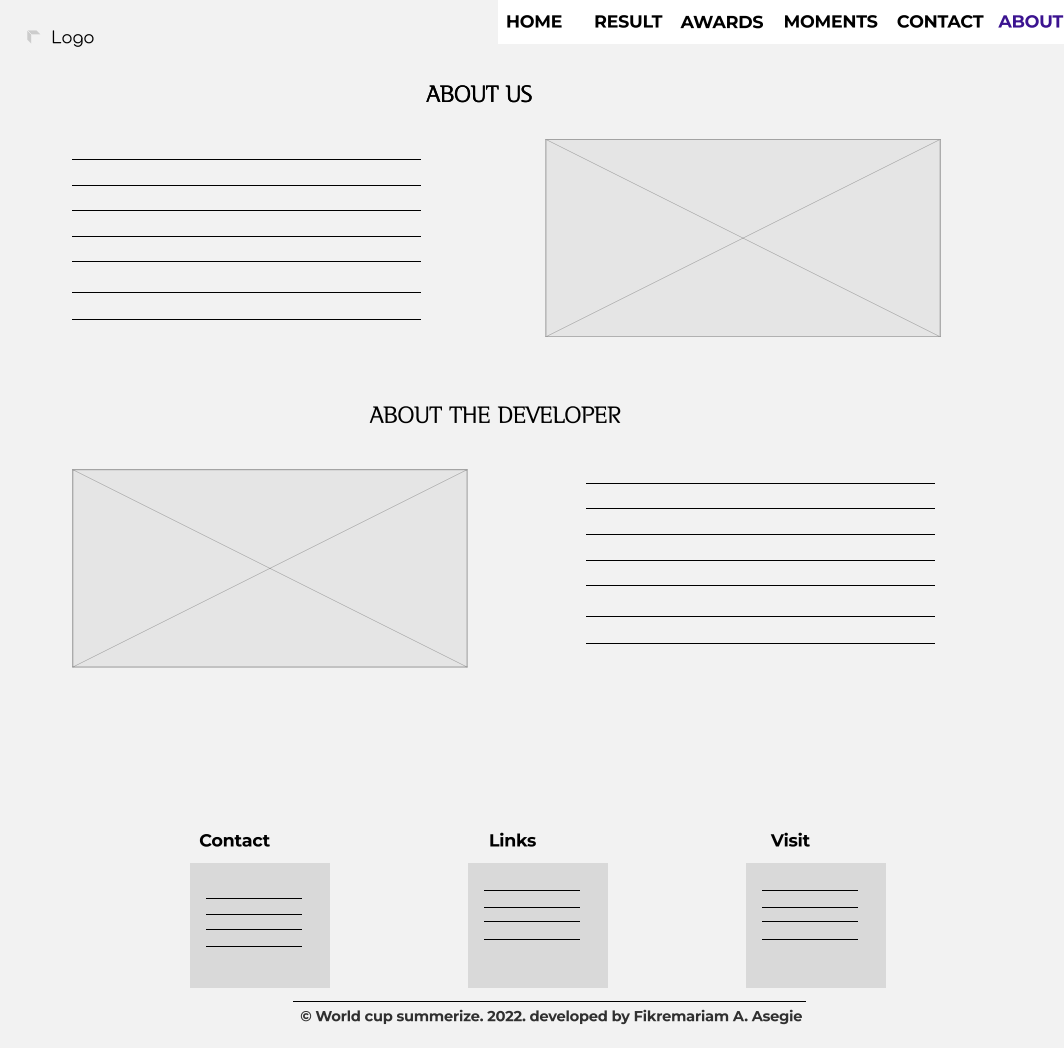 Logo
HOME RESULT AWARDS MOMENTS CONTACT ABOUT
ABOUT US
ABOUT THE DEVELOPER
Contact Links Visit
© World cup summerize. 2022. developed by Fikremariam A. Asegie